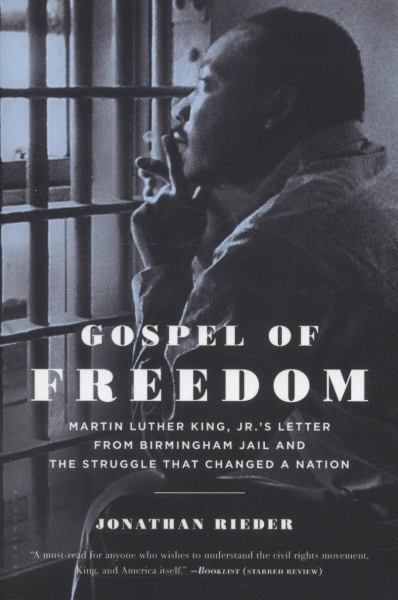 GOSPEL OF
FREEDOM
MARTIN LUTHER KING, JR.'S LETTER
FROM BIRMINGHAM JAIL AND
THE STRUGGLE THAT CHANGED A NATION
JONATHAN RIEDER
"A must-read for anyone who wishes to understand the civil rights movement,
King, and America itself." —BOOKLIST (STARRED REVIEW)